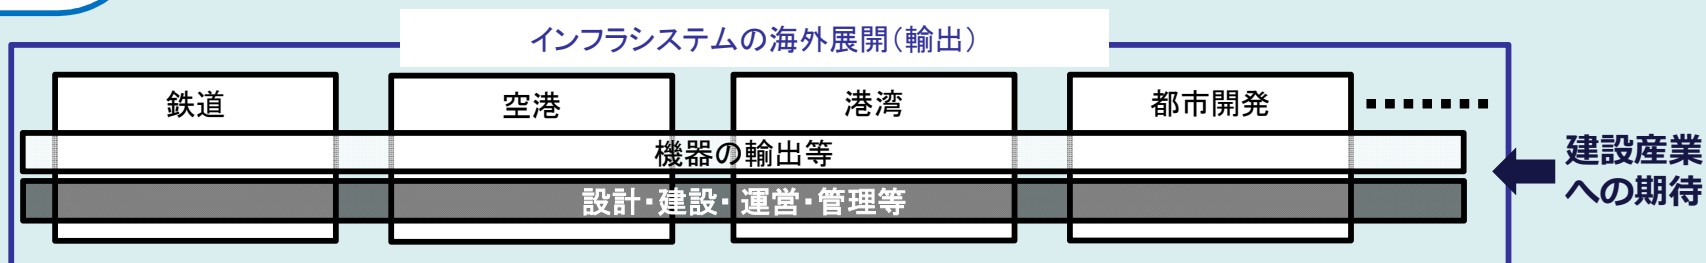 インフラシステムの海外展開（輸出）
鉄道
空港
港湾
都市開発
機器の輸出等
設計・建設・運営・管理等
建設産業
への期待